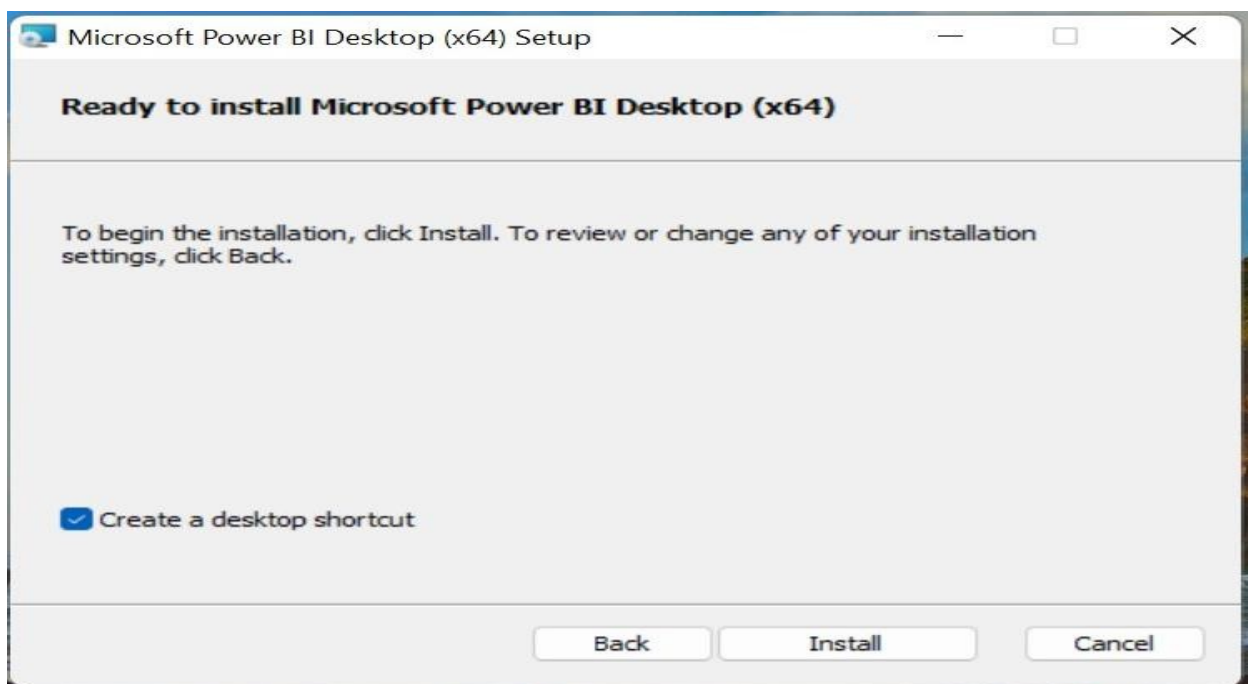 Microsoft Power BI Desktop (x64) Setup
Ready to install Microsoft Power BI Desktop (x64)
To begin the installation, click Install. To review or change any of your installation
settings, click Back.
Create a desktop shortcut
Back Install Cancel